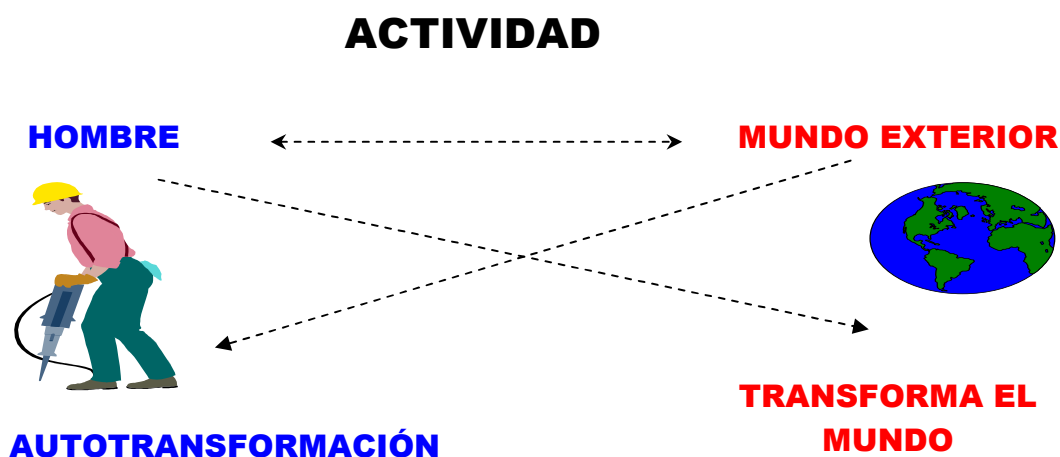 ACTIVIDAD
HOMBRE
MUNDO EXTERIOR
TRANSFORMA EL
MUNDO
AUTOTRANSFORMACIÓN